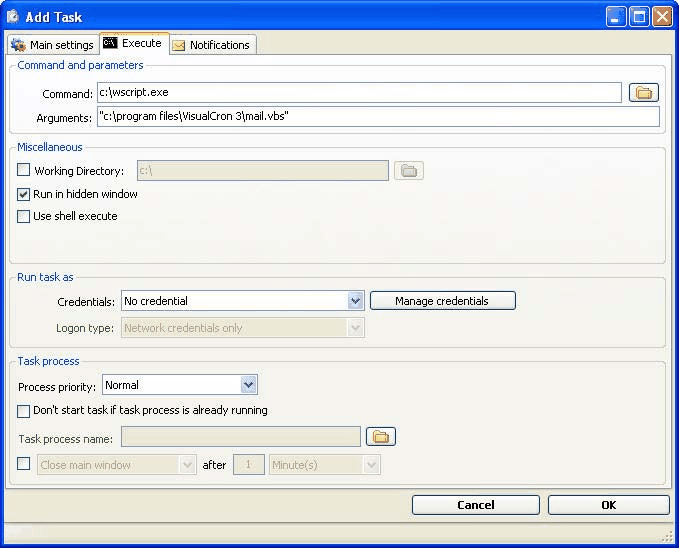 Add Task
Main settings Execute Notifications
Command and parameters
Command: c:\wscript.exe
Arguments: "c:\program files\VisualCron 3\mail.vbs"
Miscellaneous
Working Directory: c:\
Run in hidden window
Use shell execute
Run task as
Credentials: No credential Manage credentials
Logon type: Network credentials only
Task process
Process priority: Normal
Don't start task if task process is already running
Task process name:
Close main window after 1 Minute(s)
Cancel OK